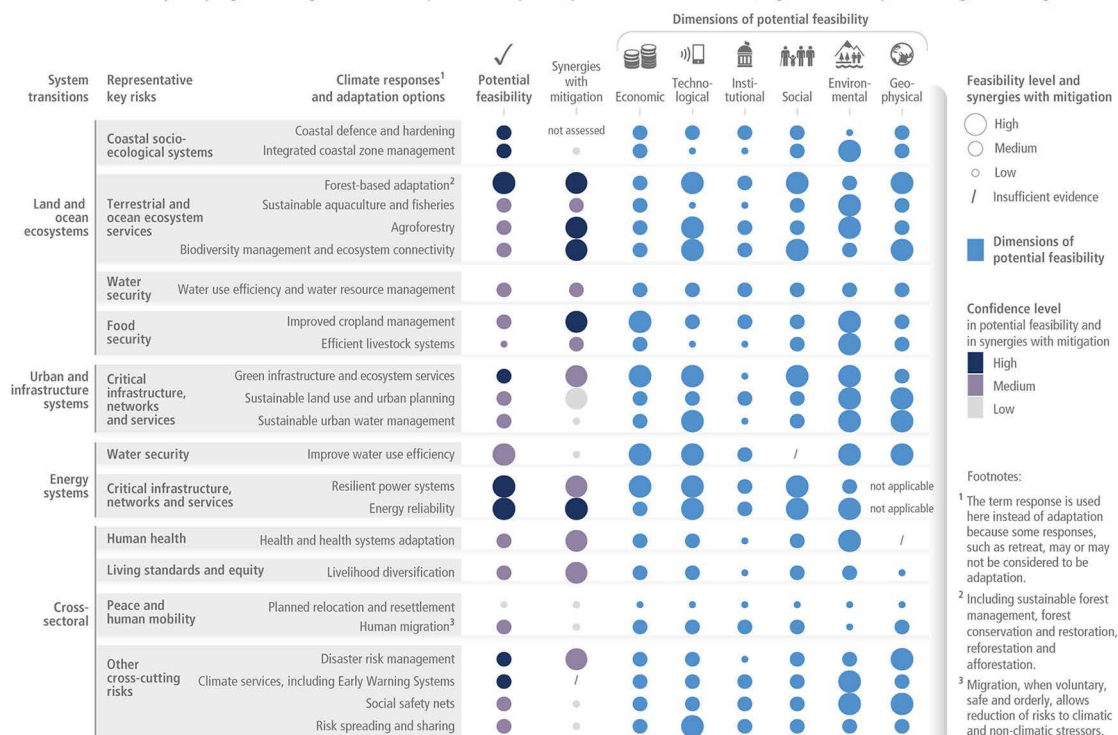 Dimensions of potential feasibility
System transitions
Representative key risks
Climate responses1 and adaptation options
Potential feasibility
Synergies with mitigation
Economic
Techno-logical
Insti-tutional
Social
Environ-mental
Geo-physical
Land and ocean ecosystems
Coastal socio-ecological systems
Coastal defence and hardening
not assessed
Integrated coastal zone management
Terrestrial and ocean ecosystem services
Forest-based adaptation2
Sustainable aquaculture and fisheries
Agroforestry
Biodiversity management and ecosystem connectivity
Water security
Water use efficiency and water resource management
Food security
Improved cropland management
Efficient livestock systems
Urban and infrastructure systems
Critical infrastructure, networks and services
Green infrastructure and ecosystem services
Sustainable land use and urban planning
Sustainable urban water management
Energy systems
Water security
Improve water use efficiency
/
Critical infrastructure, networks and services
Resilient power systems
not applicable
Energy reliability
not applicable
Cross-sectoral
Human health
Health and health systems adaptation
/
Living standards and equity
Livelihood diversification
Peace and human mobility
Planned relocation and resettlement
Human migration3
Other cross-cutting risks
Disaster risk management
Climate services, including Early Warning Systems
/
Social safety nets
Risk spreading and sharing
Feasibility level and synergies with mitigation
High
Medium
Low
/ Insufficient evidence
Dimensions of potential feasibility
Confidence level
in potential feasibility and in synergies with mitigation
High
Medium
Low
Footnotes:
1 The term response is used
here instead of adaptation
because some responses,
such as retreat, may or may
not be considered to be
adaptation.
2 Including sustainable forest
management, forest
conservation and restoration,
reforestation and
afforestation.
3 Migration, when voluntary,
safe and orderly, allows
reduction of risks to climatic
and non-climatic stressors.